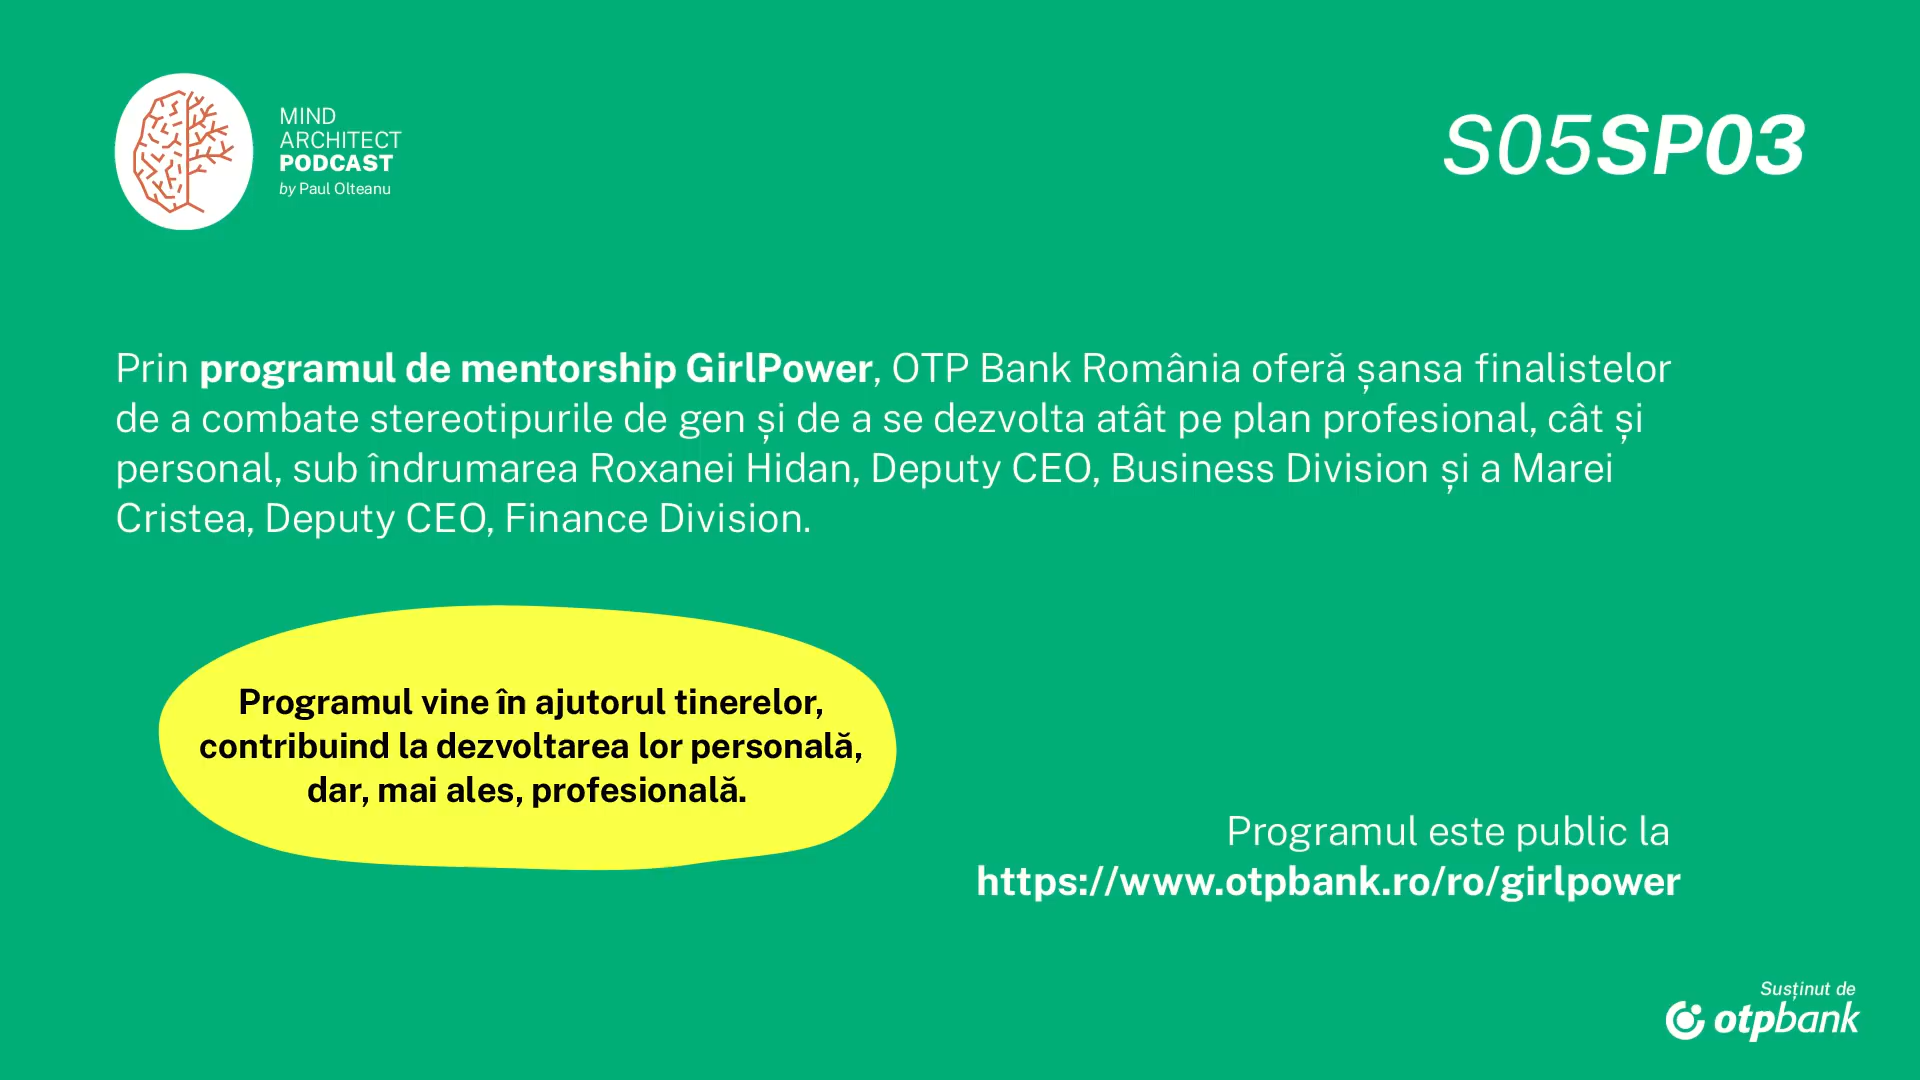 MIND
ARCHITECT
PODCAST
by Paul Olteanu
S05SP03
Prin programul de mentorship GirlPower, OTP Bank România oferă șansa finalistelor
de a combate stereotipurile de gen și de a se dezvolta atât pe plan profesional, cât și
personal, sub îndrumarea Roxanei Hidan, Deputy CEO, Business Division și a Marei
Cristea, Deputy CEO, Finance Division.
Programul vine în ajutorul tinerelor,
contribuind la dezvoltarea lor personală,
dar, mai ales, profesională.
Programul este public la
https://www.otpbank.ro/ro/girlpower
Susținut de
otpbank